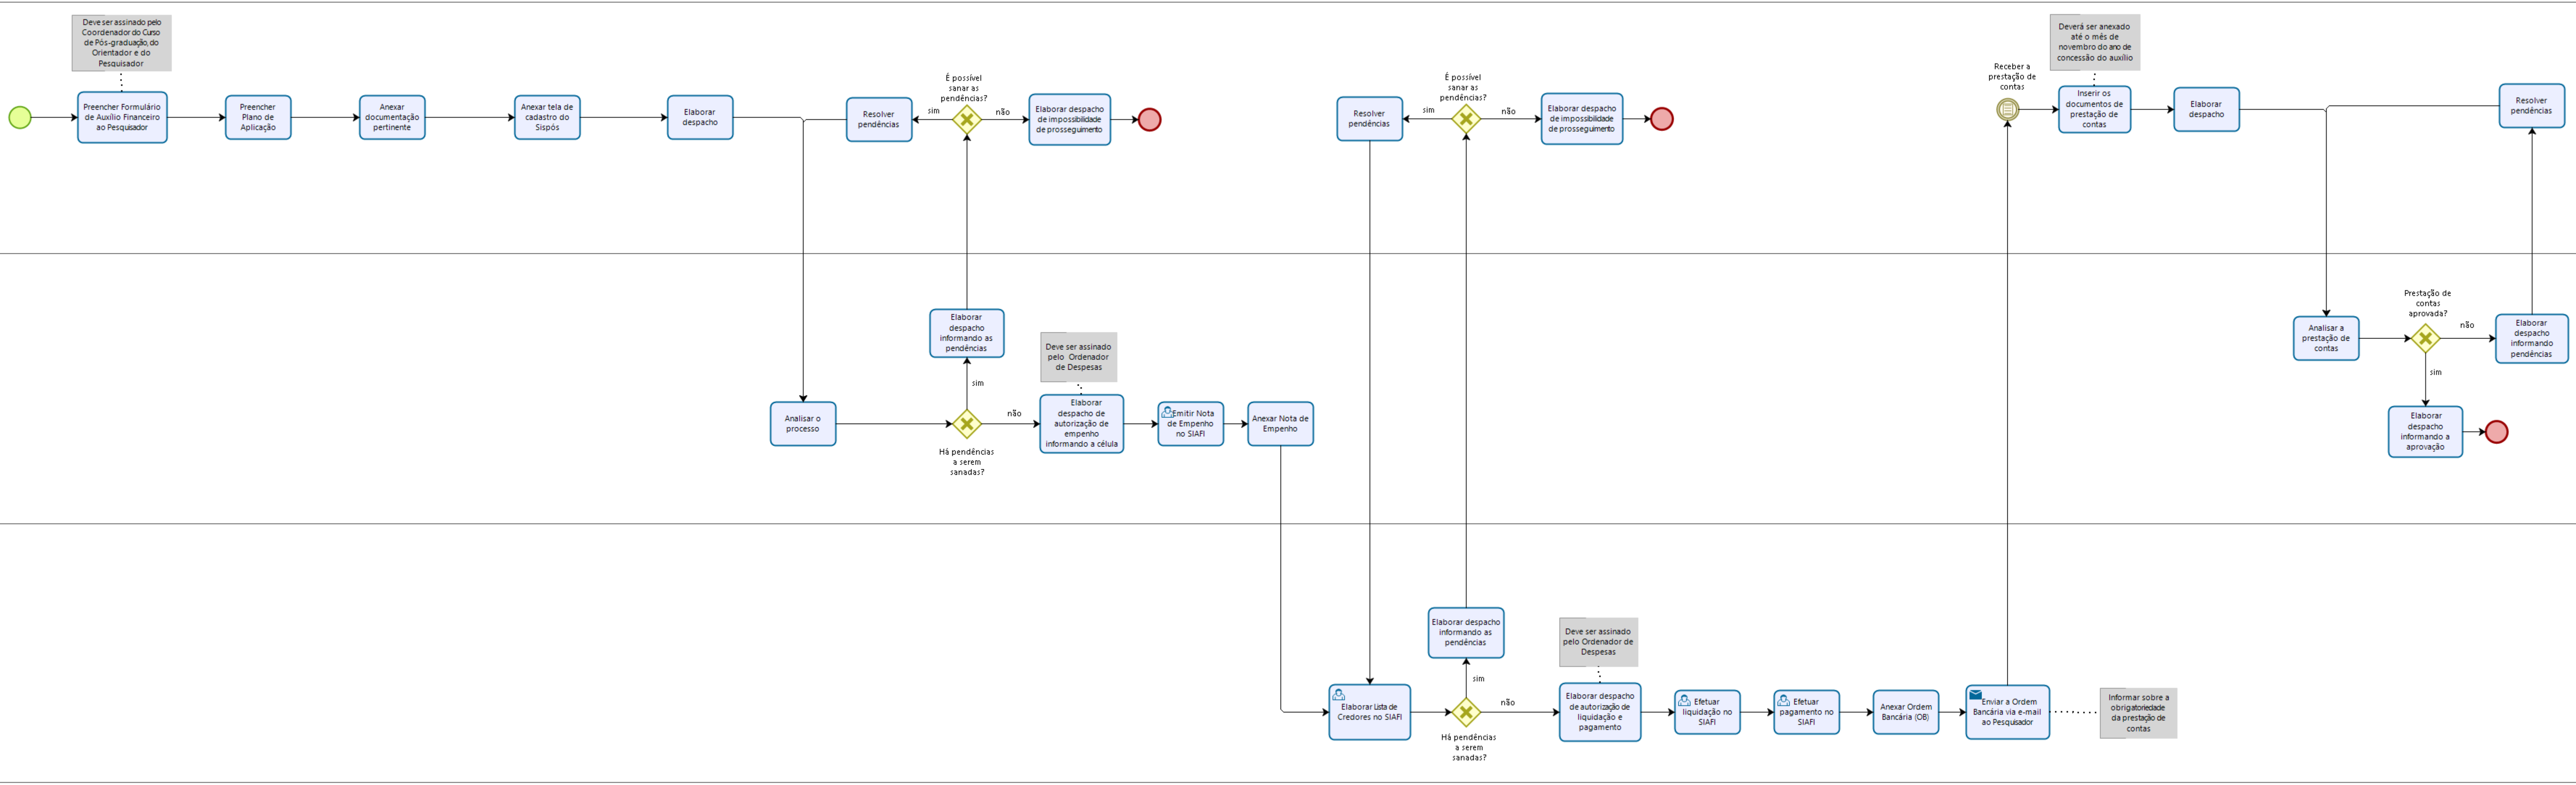 Deve ser assinado pelo
Coordenador do Curso
de Pós-graduação, do
Orientador e do
Pesquisador
Preencher Formulário
de Auxílio Financeiro
ao Pesquisador
Preencher
Plano de
Aplicação
Anexar
documentação
pertinente
Anexar tela de
cadastro do
Sispós
Elaborar
despacho
Resolver
pendências
sim
É possível
sanar as
pendências?
não
Elaborar despacho
de impossibilidade
de prosseguimento
Resolver
pendências
sim
É possível
sanar as
pendências?
não
Elaborar despacho
de impossibilidade
de prosseguimento
Receber a
prestação de
contas
Deverá ser anexado
até o mês de
novembro do ano de
concessão do auxílio
Inserir os
documentos de
prestação de
contas
Elaborar
despacho
Resolver
pendências
Analisar o
processo
Elaborar
despacho
informando as
pendências
sim
Há pendências
a serem
sanadas?
não
Deve ser assinado
pelo Ordenador
de Despesas
Elaborar
despacho de
autorização de
empenho
informando a célula
Emitir Nota
de Empenho
no SIAFI
Anexar Nota de
Empenho
Analisar a
prestação de
contas
Prestação de
contas
aprovada?
não
Elaborar
despacho
informando
pendências
sim
Elaborar
despacho
informando a
aprovação
Elaborar Lista de
Credores no SIAFI
Elaborar despacho
informando as
pendências
sim
Há pendências
a serem
sanadas?
não
Deve ser assinado
pelo Ordenador de
Despesas
Elaborar despacho
de autorização de
liquidação e
pagamento
Efetuar
liquidação no
SIAFI
Efetuar
pagamento no
SIAFI
Anexar Ordem
Bancária (OB)
Enviar a Ordem
Bancária via e-mail
ao Pesquisador
Informar sobre a
obrigatoriedade
da prestação de
contas